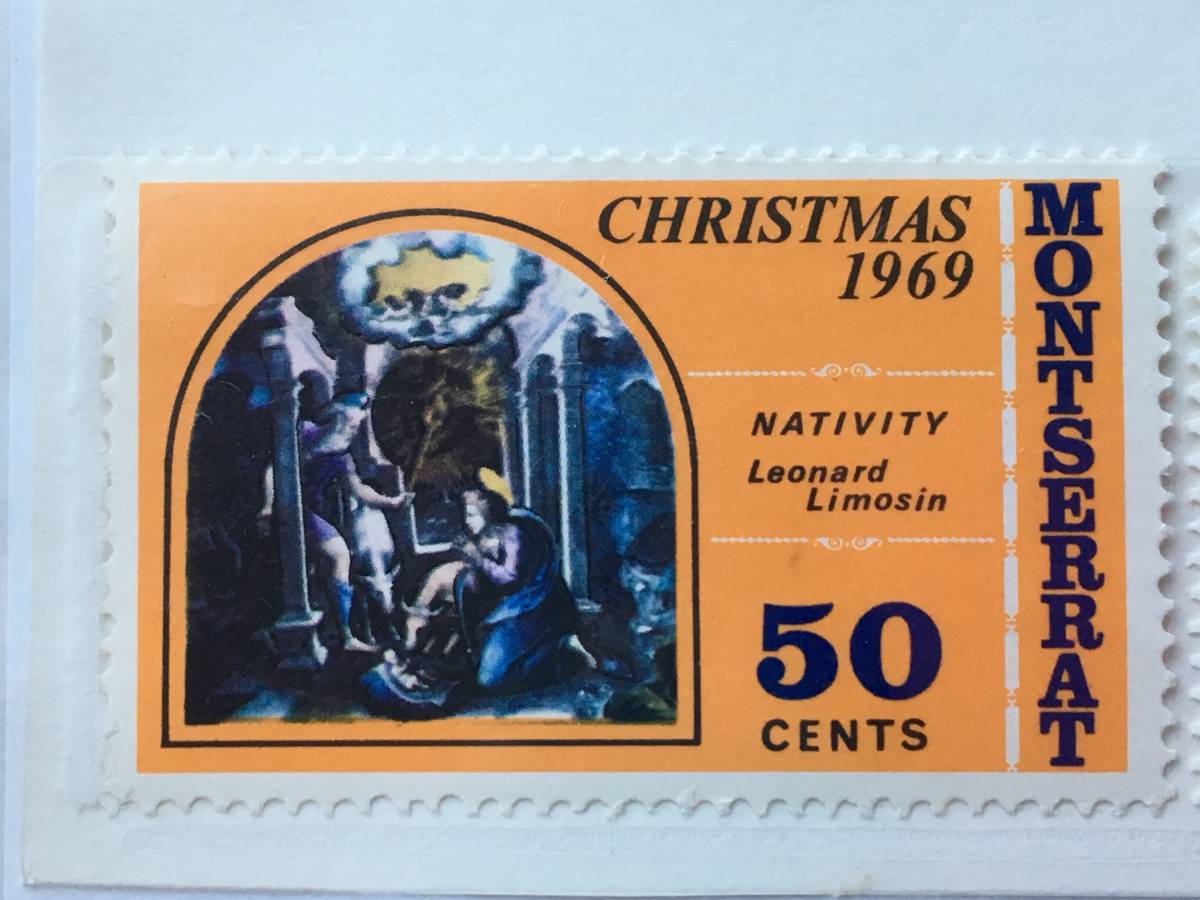 CHRISTMAS
1969
NATIVITY
Leonard
Limosin
50
CENTS
MONTSERRAT